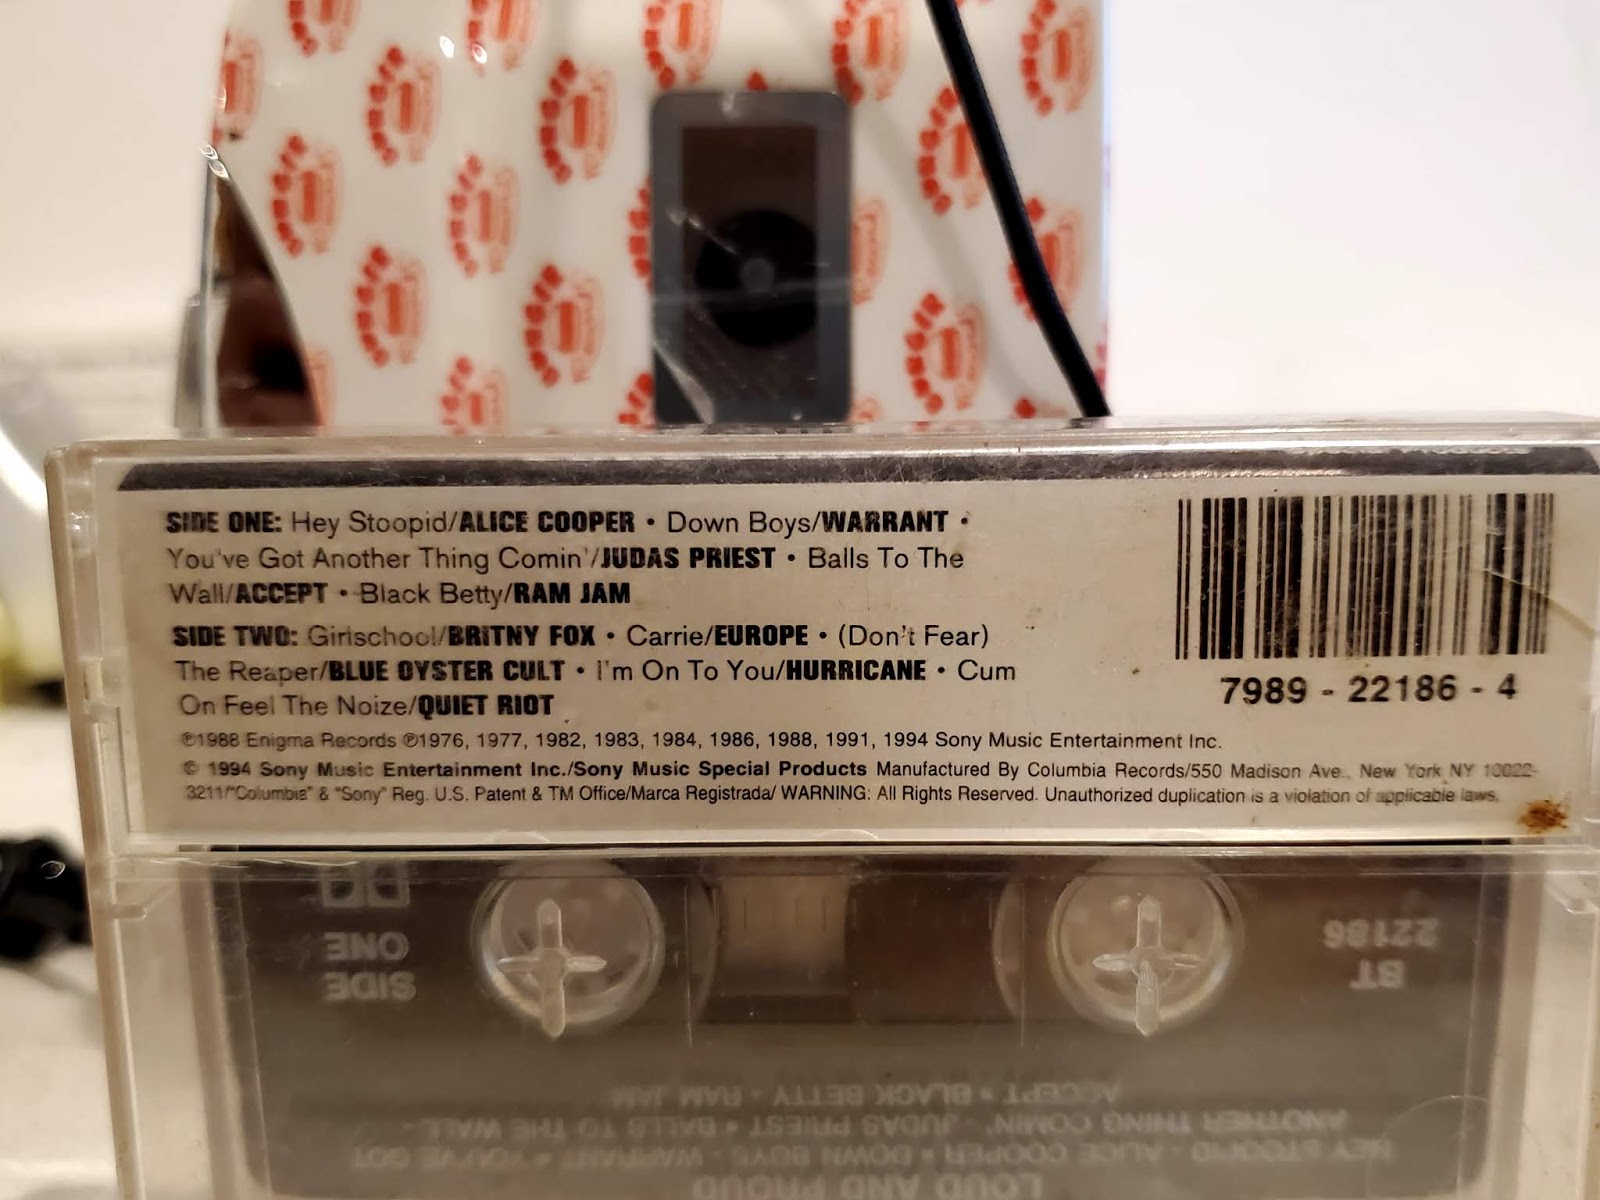 SIDE ONE: Hey Stoopid/ALICE COOPER • Down Boys/WARRANT •
You've Got Another Thing Comin'/JUDAS PRIEST • Balls To The
Wall/ACCEPT • Black Betty/RAM JAM
SIDE TWO: Girlschool/BRITNY FOX • Carrie/EUROPE • (Don't Fear)
The Reaper/BLUE OYSTER CULT • I'm On To You/HURRICANE • Cum
On Feel The Noize/QUIET RIOT
℗1988 Enigma Records ℗1976, 1977, 1982, 1983, 1984, 1986, 1988, 1991, 1994 Sony Music Entertainment Inc.
© 1994 Sony Music Entertainment Inc./Sony Music Special Products Manufactured By Columbia Records/550 Madison Ave., New York, NY 10022-
3211/"Columbia" & "Sony" Reg. U.S. Patent & TM Office/Marca Registrada/ WARNING: All Rights Reserved. Unauthorized duplication is a violation of applicable laws.
7989 - 22186 - 4
LOUD AND PROUD
HEY STOOPID - ALICE COOPER • DOWN BOYS - WARRANT • YOU'VE GOT
ANOTHER THING COMIN' - JUDAS PRIEST • BALLS TO THE WALL -
ACCEPT • BLACK BETTY - RAM JAM
BT
22186
SIDE
ONE